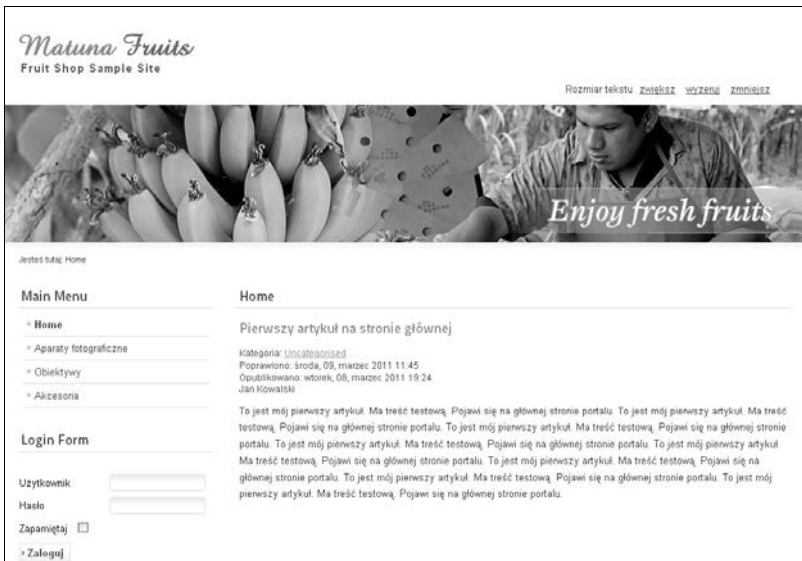 Matuna Fruits
Fruit Shop Sample Site
Rozmiar tekstu zwiększ wyzeruj zmniejsz
Enjoy fresh fruits
Jesteś tutaj: Home
Main Menu
Home
Aparaty fotograficzne
Obiektywy
Akcesoria
Login Form
Użytkownik
Hasło
Zapamiętaj
Zaloguj
Home
Pierwszy artykuł na stronie głównej
Kategoria: Uncategorised
Poprawiono: środa, 09, marzec 2011 11:45
Opublikowano: wtorek, 08, marzec 2011 19:24
Jan Kowalski
To jest mój pierwszy artykuł. Ma treść testową. Pojawi się na głównej stronie portalu. To jest mój pierwszy artykuł. Ma treść
testową. Pojawi się na głównej stronie portalu. To jest mój pierwszy artykuł. Ma treść testową. Pojawi się na głównej stronie
portalu. To jest mój pierwszy artykuł. Ma treść testową. Pojawi się na głównej stronie portalu. To jest mój pierwszy artykuł.
Ma treść testową. Pojawi się na głównej stronie portalu. To jest mój pierwszy artykuł. Ma treść testową. Pojawi się na
głównej stronie portalu. To jest mój pierwszy artykuł. Ma treść testową. Pojawi się na głównej stronie portalu. To jest mój
pierwszy artykuł. Ma treść testową. Pojawi się na głównej stronie portalu.